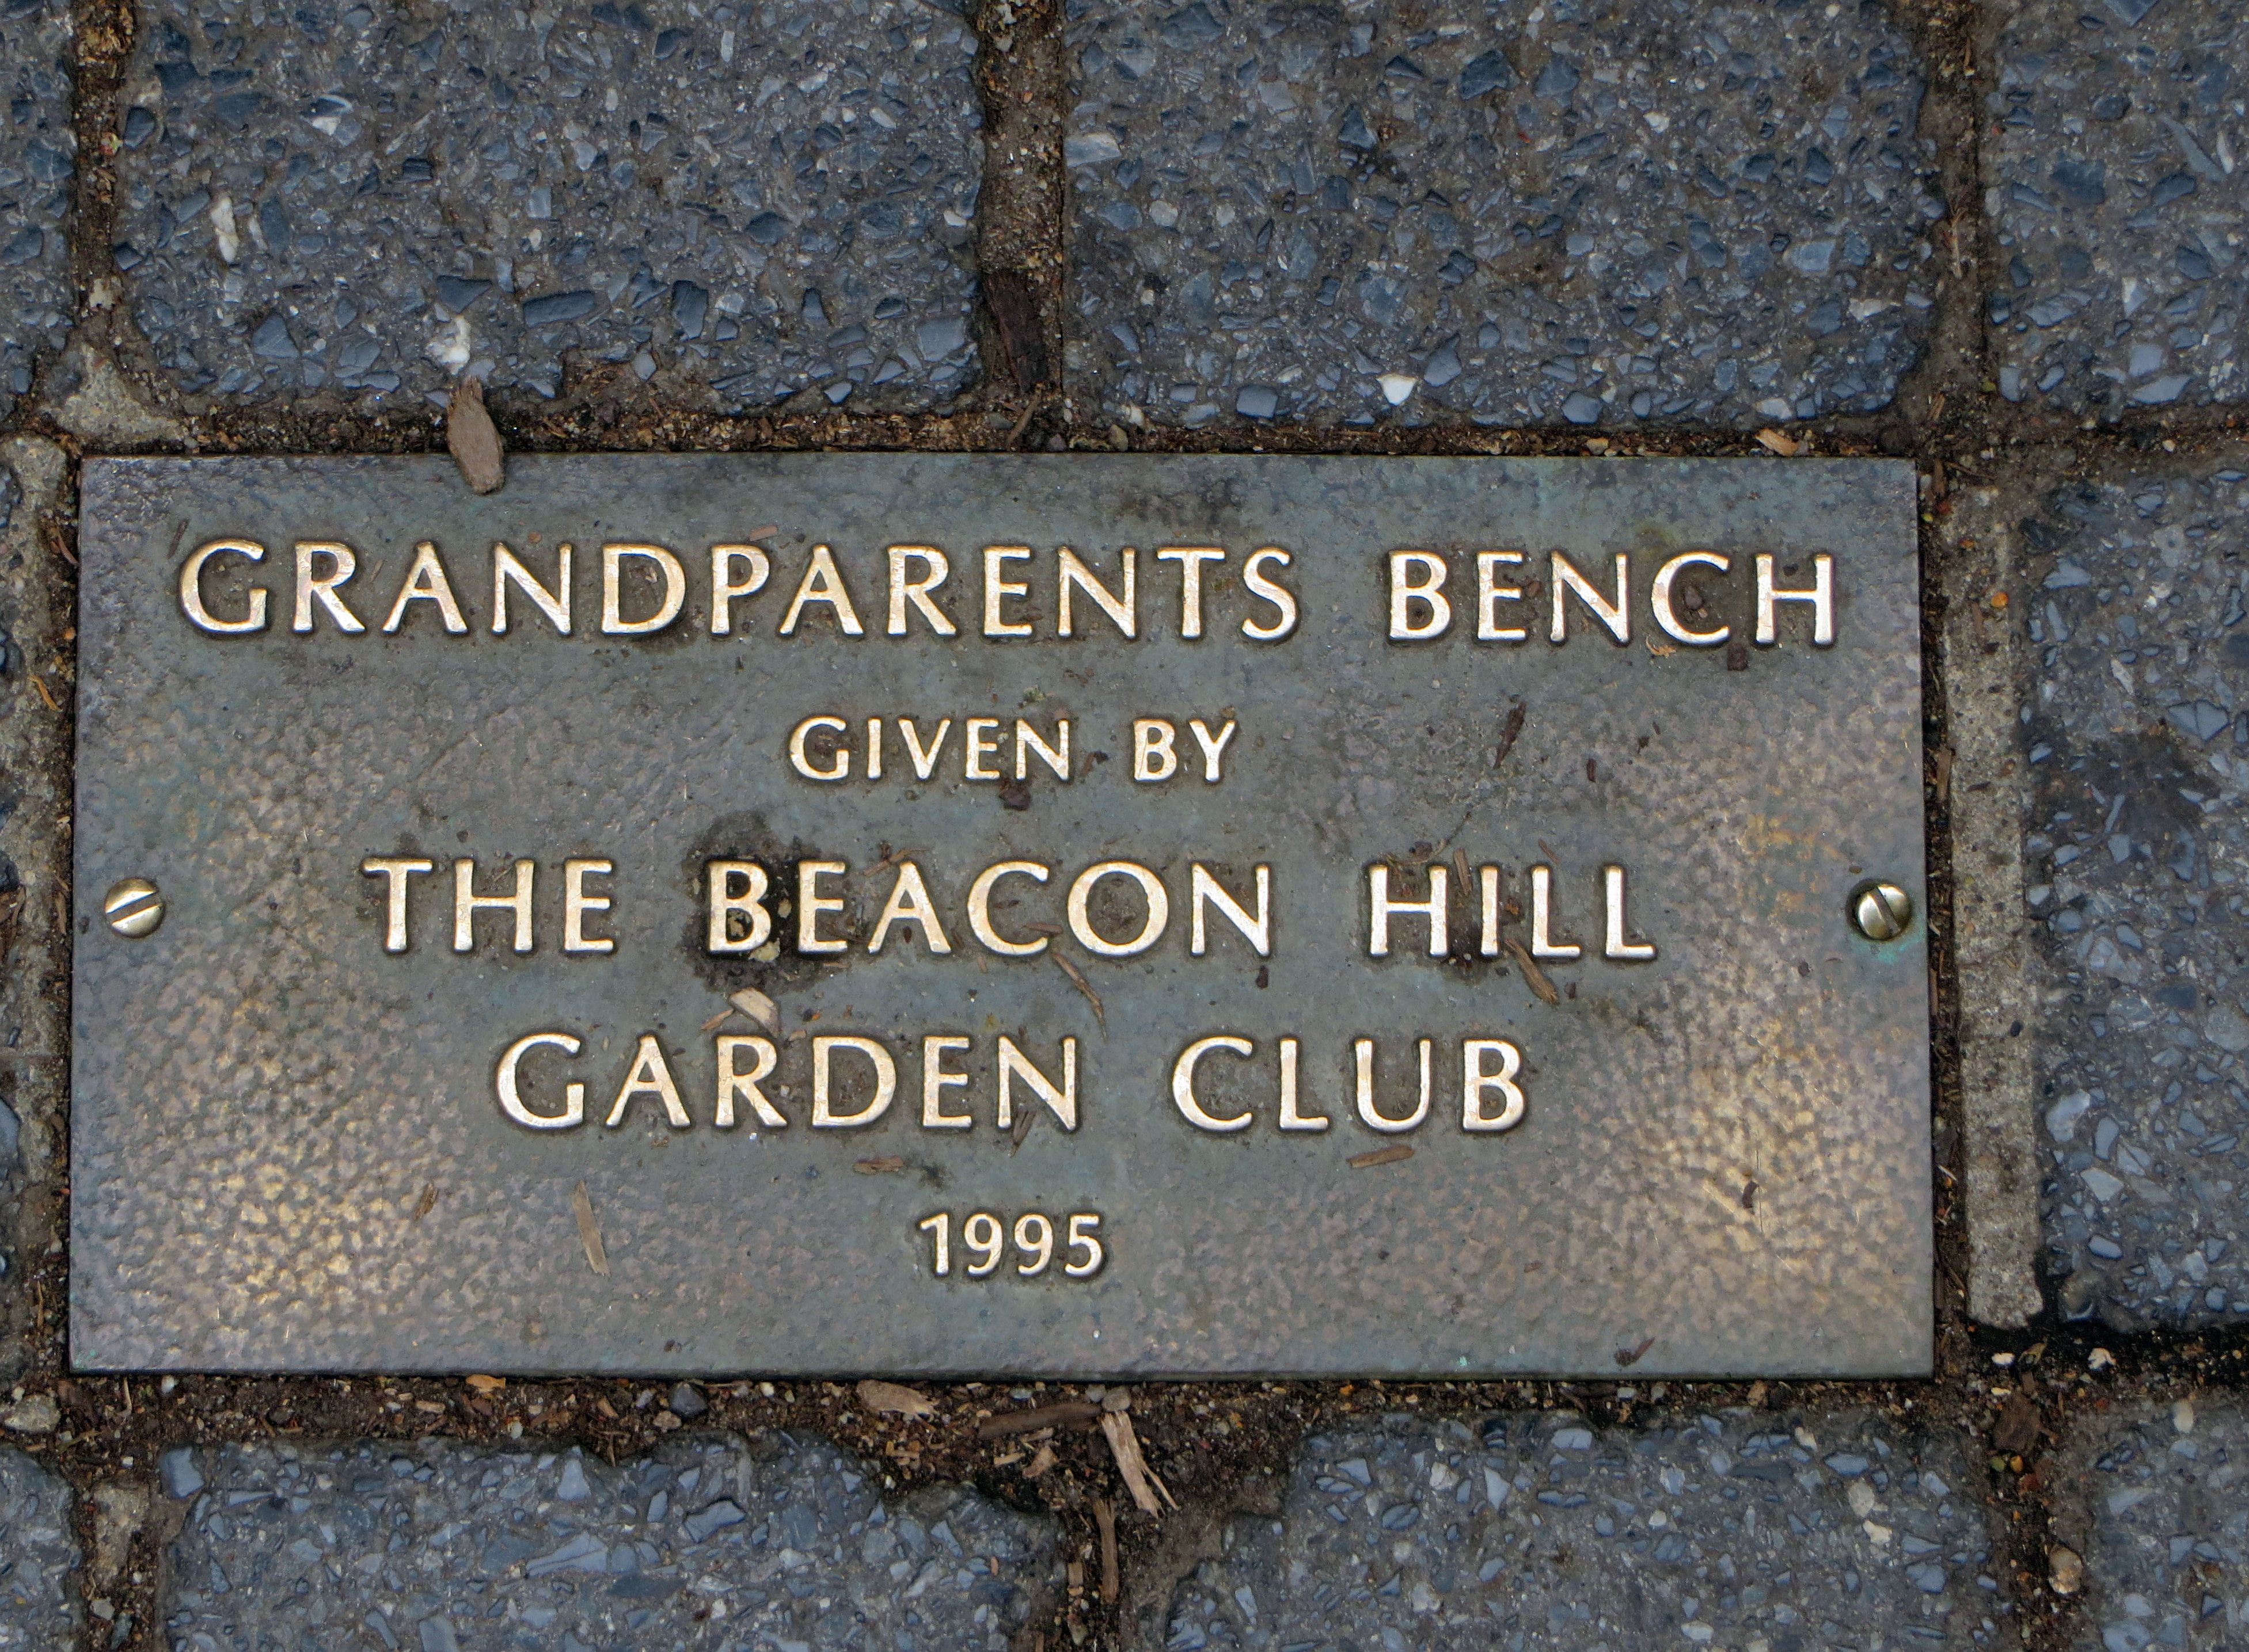 GRANDPARENTS BENCH
GIVEN BY
THE BEACON HILL
GARDEN CLUB
1995